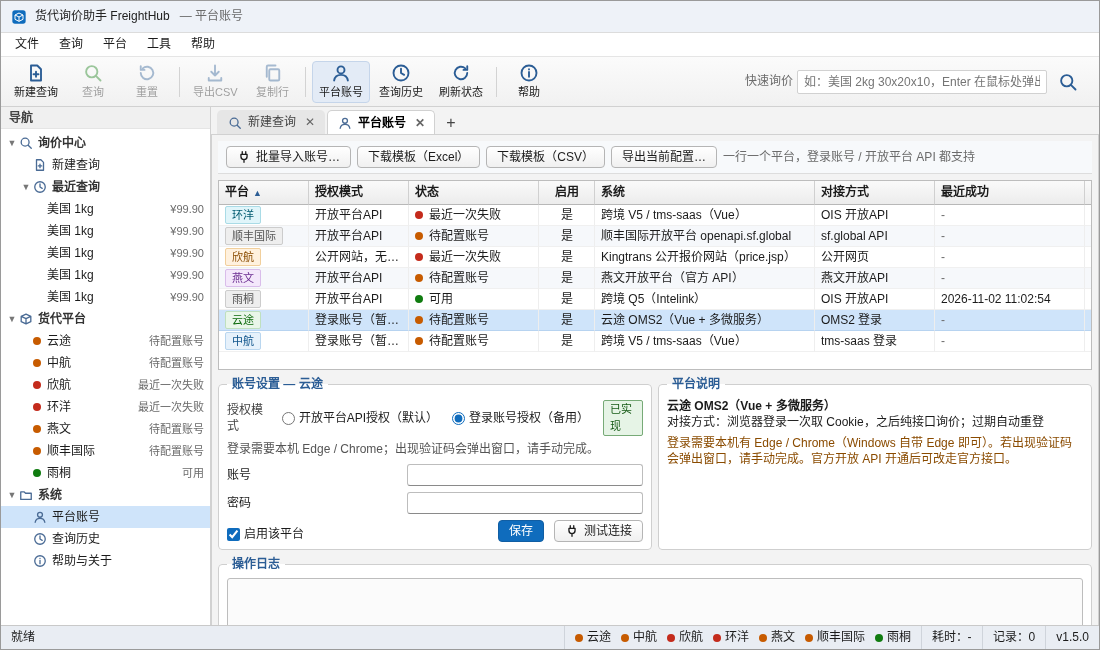 货代询价助手 FreightHub — 平台账号
文件 查询 平台 工具 帮助
新建查询 查询 重置 导出CSV 复制行 平台账号 查询历史 刷新状态 帮助 快速询价 如：美国 2kg 30x20x10，Enter 在鼠标处弹出
导航
询价中心
新建查询
最近查询
美国 1kg ¥99.90
美国 1kg ¥99.90
美国 1kg ¥99.90
美国 1kg ¥99.90
美国 1kg ¥99.90
货代平台
云途 待配置账号
中航 待配置账号
欣航 最近一次失败
环洋 最近一次失败
燕文 待配置账号
顺丰国际 待配置账号
雨桐 可用
系统
平台账号
查询历史
帮助与关于
新建查询 ✕ 平台账号 ✕ +
批量导入账号… 下载模板（Excel） 下载模板（CSV） 导出当前配置… 一行一个平台，登录账号 / 开放平台 API 都支持
平台 ▲ 授权模式 状态 启用 系统 对接方式 最近成功
环洋 开放平台API 最近一次失败 是 跨境 V5 / tms-saas（Vue） OIS 开放API -
顺丰国际 开放平台API 待配置账号 是 顺丰国际开放平台 openapi.sf.global sf.global API -
欣航 公开网站，无… 最近一次失败 是 Kingtrans 公开报价网站（price.jsp） 公开网页 -
燕文 开放平台API 待配置账号 是 燕文开放平台（官方 API） 燕文开放API -
雨桐 开放平台API 可用 是 跨境 Q5（Intelink） OIS 开放API 2026-11-02 11:02:54
云途 登录账号（暂… 待配置账号 是 云途 OMS2（Vue + 多微服务） OMS2 登录 -
中航 登录账号（暂… 待配置账号 是 跨境 V5 / tms-saas（Vue） tms-saas 登录 -
账号设置 — 云途
授权模式 开放平台API授权（默认） 登录账号授权（备用） 已实现
登录需要本机 Edge / Chrome；出现验证码会弹出窗口，请手动完成。
账号
密码
启用该平台 保存 测试连接
平台说明
云途 OMS2（Vue + 多微服务）
对接方式：浏览器登录一次取 Cookie，之后纯接口询价；过期自动重登
登录需要本机有 Edge / Chrome（Windows 自带 Edge 即可）。若出现验证码
会弹出窗口，请手动完成。官方开放 API 开通后可改走官方接口。
操作日志
就绪 云途 中航 欣航 环洋 燕文 顺丰国际 雨桐 耗时： - 记录： 0 v1.5.0